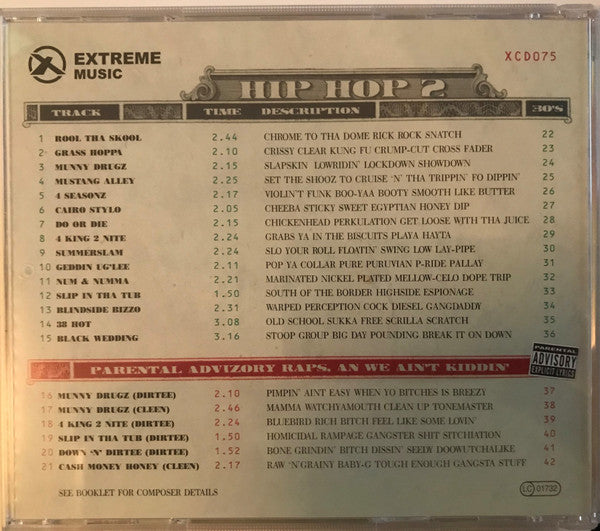 EXTREME MUSIC
XCD075
HIP HOP 2
TRACK TIME DESCRIPTION 30'S
1 ROOL THA SKOOL 2.44 CHROME TO THA DOME RICK ROCK SNATCH 22
2 GRASS HOPPA 2.10 CRISSY CLEAR KUNG FU CRUMP-CUT CROSS FADER 23
3 MUNNY DRUGZ 2.15 SLAPSKIN' LOWRIDIN' LOCKDOWN SHOWDOWN 24
4 MUSTANG ALLEY 2.25 SET THE SHOOZ TO CRUISE 'N' THA TRIPPIN' FO DIPPIN' 25
5 4 SEASONZ 2.17 VIOLIN'T FUNK BOO-YAA BOOTY SMOOTH LIKE BUTTER 26
6 CAIRO STYLO 2.05 CHEEBA STICKY SWEET EGYPTIAN HONEY DIP 27
7 DO OR DIE 2.15 CHICKENHEAD PERKULATION GET LOOSE WITH THA JUICE 28
8 4 KING 2 NITE 2.24 GRABS YA IN THE BISCUITS PLAYA HAYTA 29
9 SUMMERSLAM 2.24 SLO YOUR ROLL FLOATIN' SWING LOW LAY-PIPE 30
10 GEDDIN UG'LEE 2.11 POP YA COLLAR PURE PURUVIAN P-RIDE PALLAY 31
11 NUM & NUMMA 2.21 MARINATED NICKEL PLATED MELLOW-CELO DOPE TRIP 32
12 SLIP IN THA TUB 1.50 SOUTH OF THE BORDER HIGHSIDE ESPIONAGE 33
13 BLINDSIDE BIZZO 2.31 WARPED PERCEPTION COCK DIESEL GANGDADDY 34
14 38 HOT 3.08 OLD SCHOOL SUKKA FREE SCRILLA SCRATCH 35
15 BLACK WEDDING 3.16 STOOP GROUP BIG DAY POUNDING BREAK IT ON DOWN 36
PARENTAL ADVIZORY RAPS, AN WE AIN'T KIDDIN'
PARENTAL
ADVISORY
EXPLICIT LYRICS
16 MUNNY DRUGZ (DIRTEE) 2.10 PIMPIN' AINT EASY WHEN YO BITCHES IS BREEZY 37
17 MUNNY DRUGZ (CLEEN) 2.46 MAMMA WATCHYAMOUTH CLEAN UP TONEMASTER 38
18 4 KING 2 NITE (DIRTEE) 2.24 BLUEBIRD RICH BITCH FEEL LIKE SOME LOVIN' 39
19 SLIP IN THA TUB (DIRTEE) 1.50 HOMICIDAL RAMPAGE GANGSTER SHIT SITCHIATION 40
20 DOWN 'N' DIRTEE (DIRTEE) 1.52 BONE GRINDIN' BITCH DISSIN' SEEIN' DOOWUTCHALIKE 41
21 CASH MONEY HONEY (CLEEN) 2.17 RAW 'N'GRAINY BABY-G TOUGH ENOUGH GANGSTA STUFF 42
SEE BOOKLET FOR COMPOSER DETAILS
LC 01732